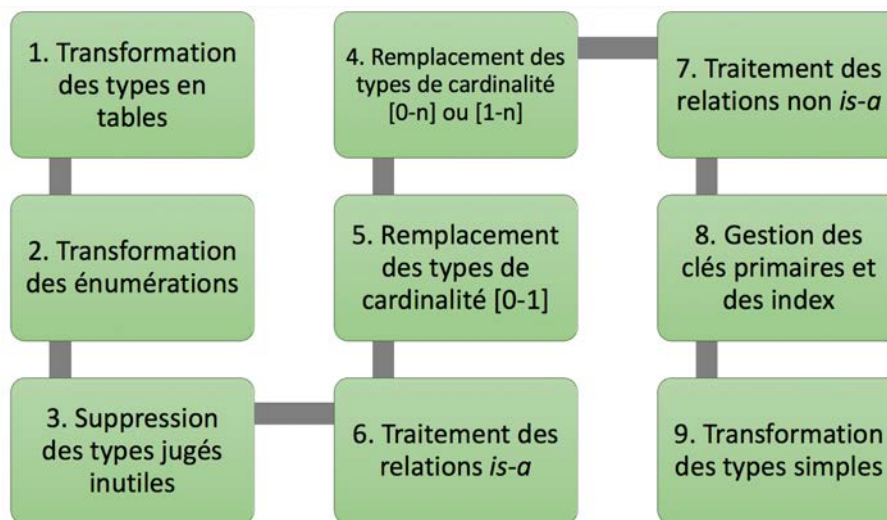 1. Transformation
des types en
tables
2. Transformation
des énumérations
3. Suppression
des types jugés
inutiles
4. Remplacement des
types de cardinalité
[0-n] ou [1-n]
5. Remplacement
des types de
cardinalité [0-1]
6. Traitement des
relations is-a
7. Traitement des
relations non is-a
8. Gestion des
clés primaires et
des index
9. Transformation
des types simples